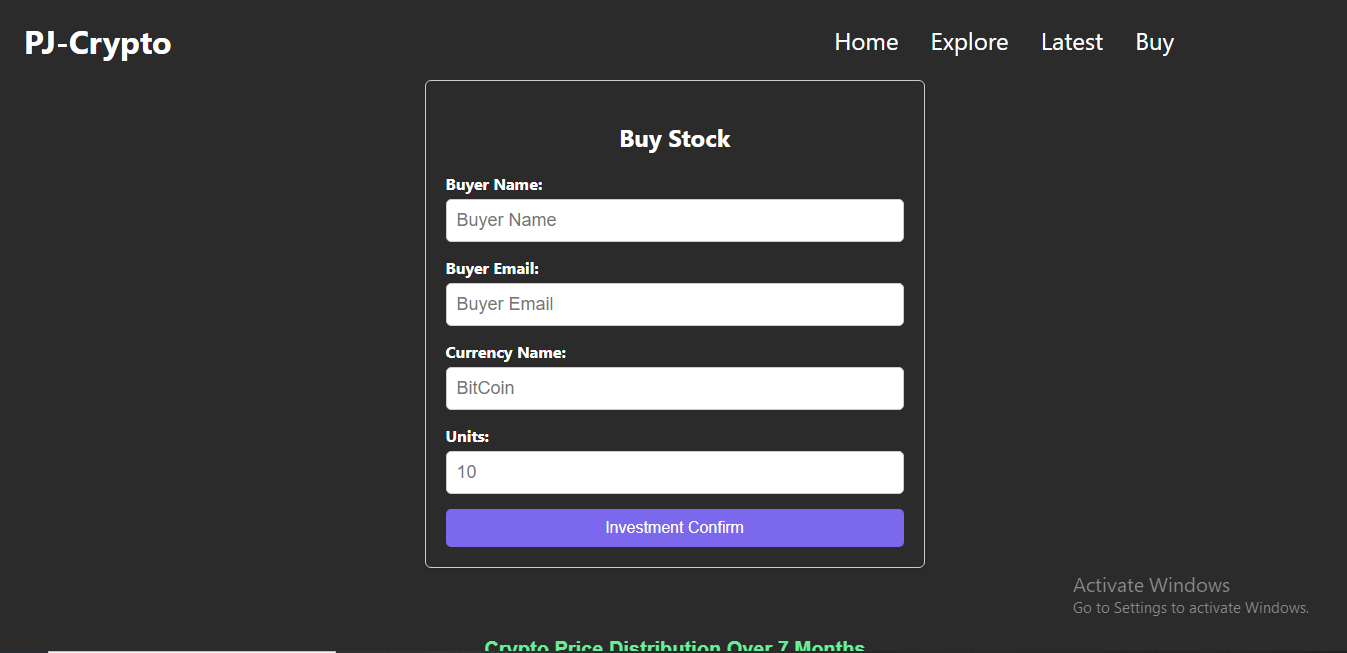 PJ-Crypto
Home Explore Latest Buy
Buy Stock
Buyer Name:
Buyer Name
Buyer Email:
Buyer Email
Currency Name:
BitCoin
Units:
10
Investment Confirm
Activate Windows
Go to Settings to activate Windows.
Crypto Price Distribution Over 7 Months